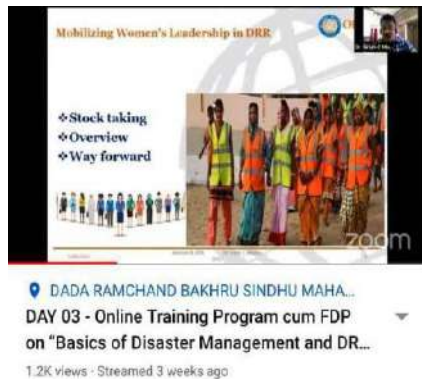 Mobilizing Women's Leadership in DRR
❖Stock taking
❖Overview
❖Way forward
zoom
DADA RAMCHAND BAKHRU SINDHU MAHA...
DAY 03 - Online Training Program cum FDP
on "Basics of Disaster Management and DR...
1.2K views · Streamed 3 weeks ago